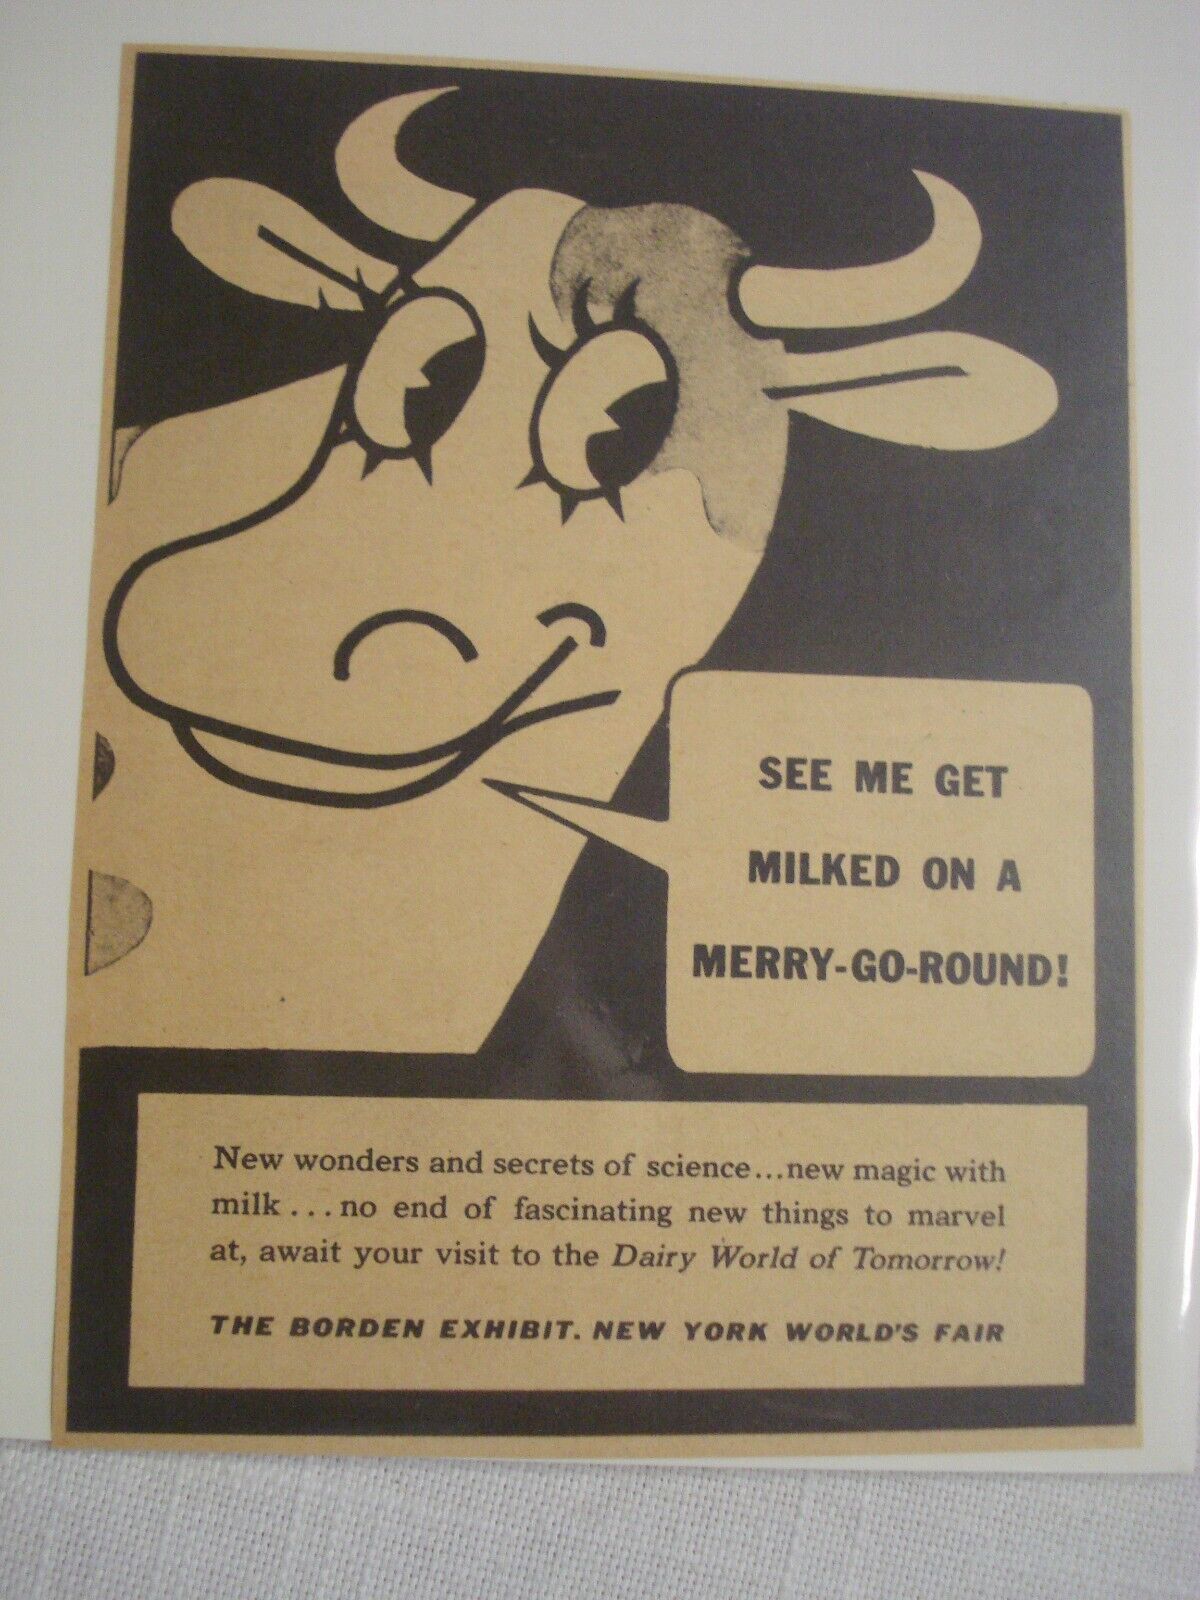 SEE ME GET
MILKED ON A
MERRY-GO-ROUND!
New wonders and secrets of science...new magic with
milk...no end of fascinating new things to marvel
at, await your visit to the Dairy World of Tomorrow!
THE BORDEN EXHIBIT. NEW YORK WORLD'S FAIR